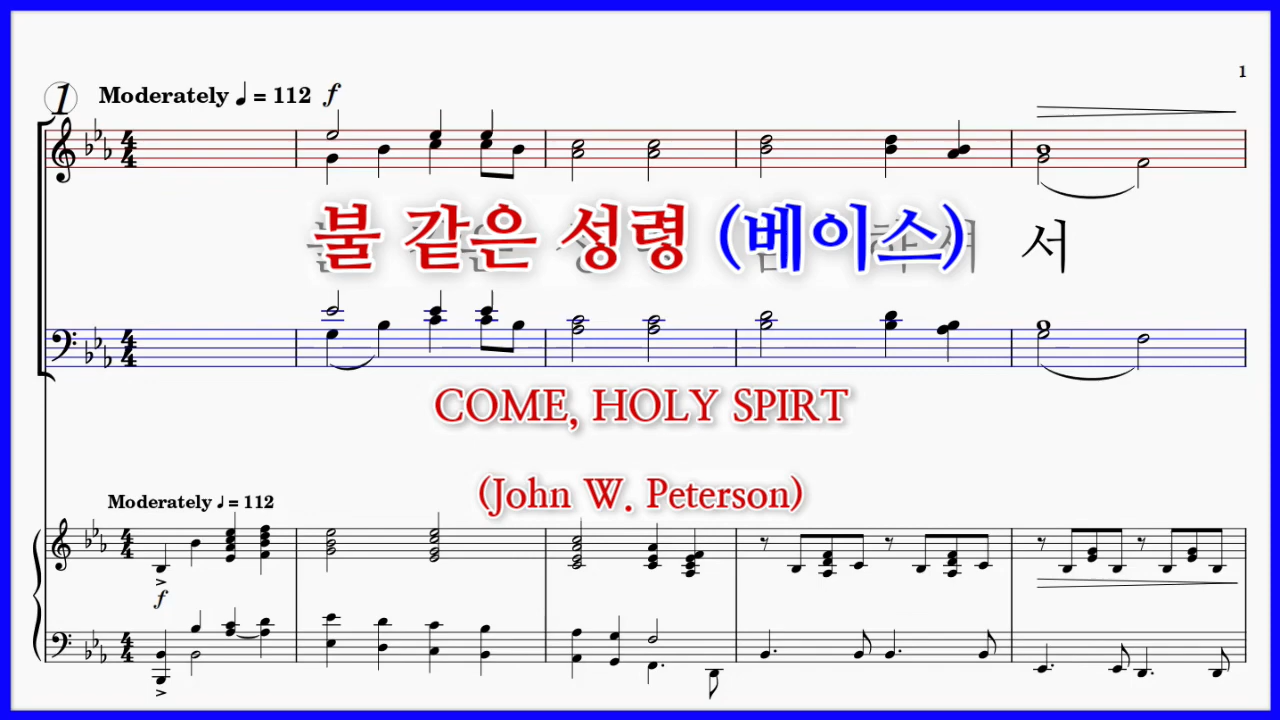 1
Moderately ♩ = 112 f
불 같은 성령 (베이스)
서
COME, HOLY SPIRT
(John W. Peterson)
Moderately ♩ = 112
f
1